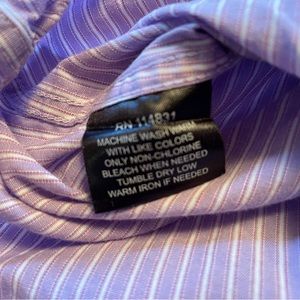 RN 114831
MACHINE WASH WARM
WITH LIKE COLORS
ONLY NON-CHLORINE
BLEACH WHEN NEEDED
TUMBLE DRY LOW
WARM IRON IF NEEDED